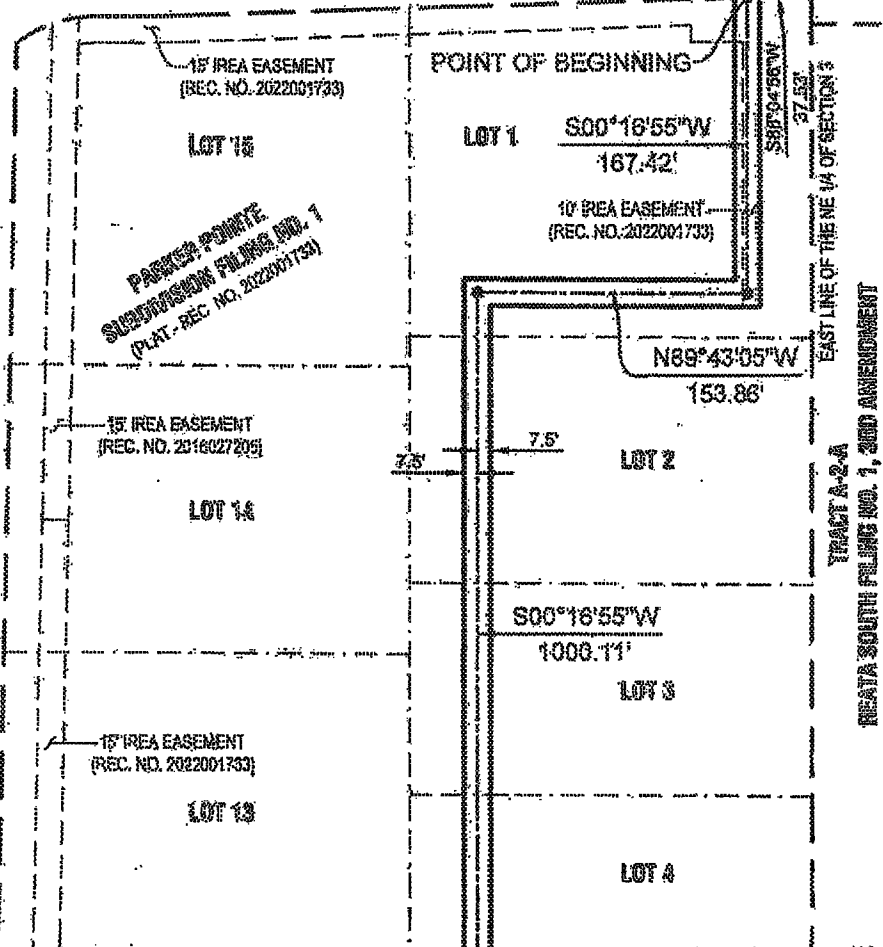 15' IREA EASEMENT
(REC. NO. 2022001733)
POINT OF BEGINNING
S88°04'56"W
37.53'
LOT 15
LOT 1
S00°16'55"W
167.42'
10' IREA EASEMENT
(REC. NO. 2022001733)
PARKER POINTE
SUBDIVISION FILING NO. 1
(PLAT - REC. NO. 2022001733)
EAST LINE OF THE NE 1/4 OF SECTION 3
N89°43'05"W
153.86'
15' IREA EASEMENT
(REC. NO. 2016027205)
7.5'
7.5'
LOT 2
LOT 14
TRACT A-2-A
REATA SOUTH FILING NO. 1, 3RD AMENDMENT
S00°16'55"W
1000.11'
LOT 3
15' IREA EASEMENT
(REC. NO. 2022001733)
LOT 13
LOT 4